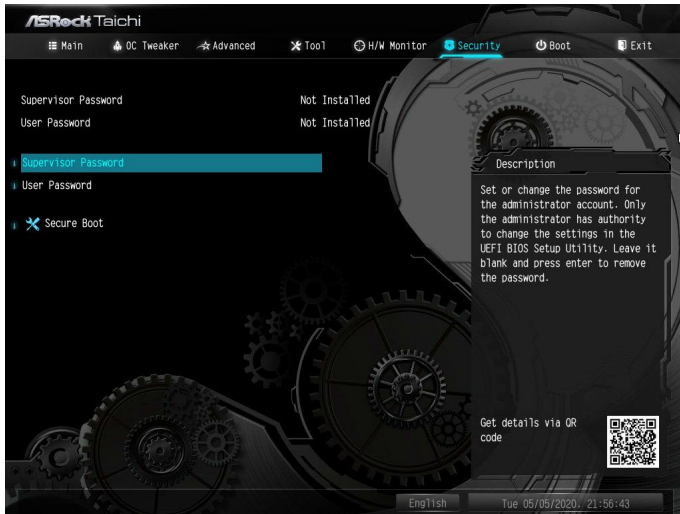 ASRock Taichi
Main OC Tweaker Advanced Tool H/W Monitor Security Boot Exit
Supervisor Password Not Installed
User Password Not Installed
Supervisor Password
User Password
Secure Boot
Description
Set or change the password for
the administrator account. Only
the administrator has authority
to change the settings in the
UEFI BIOS Setup Utility. Leave it
blank and press enter to remove
the password.
Get details via QR
code
English Tue 05/05/2020. 21:56:43